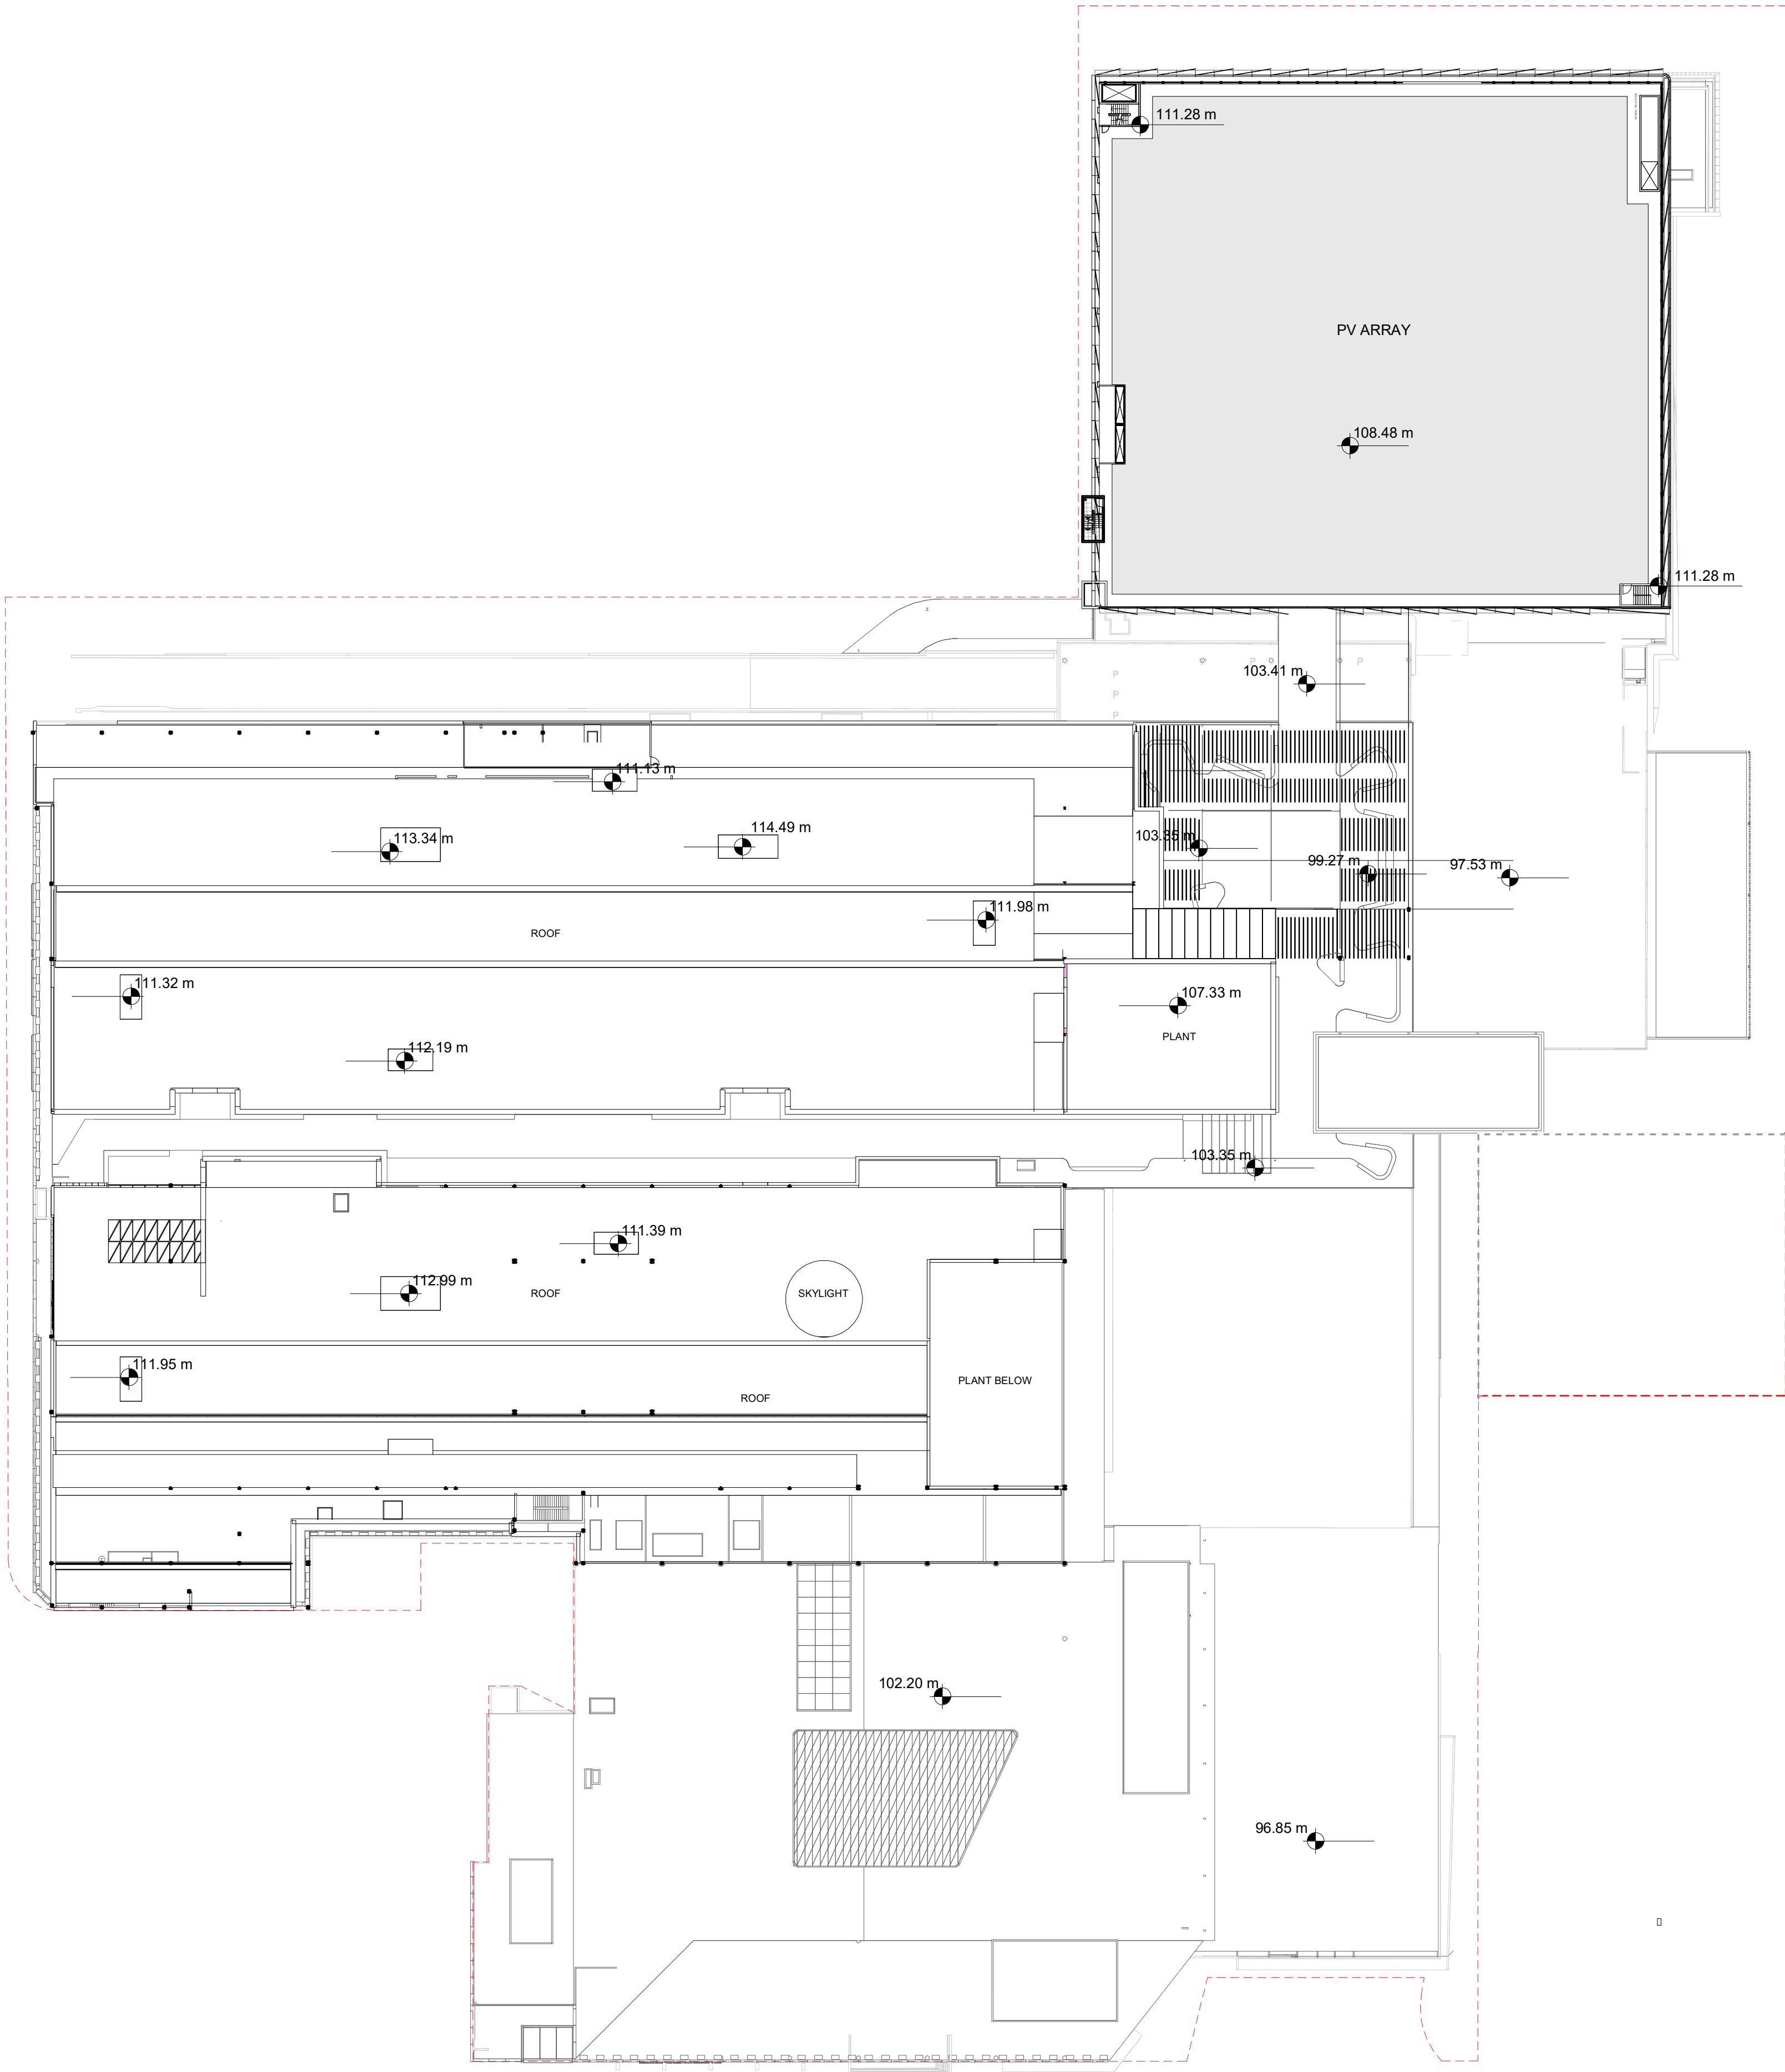 111.28 m
PV ARRAY
108.48 m
111.28 m
P
P
P
P
103.41 m
P
P
P
111.13 m
113.34 m
114.49 m
103.35 m
99.27 m
97.53 m
111.98 m
ROOF
111.32 m
107.33 m
PLANT
112.19 m
103.35 m
111.39 m
112.99 m
ROOF
SKYLIGHT
111.95 m
PLANT BELOW
ROOF
102.20 m
96.85 m